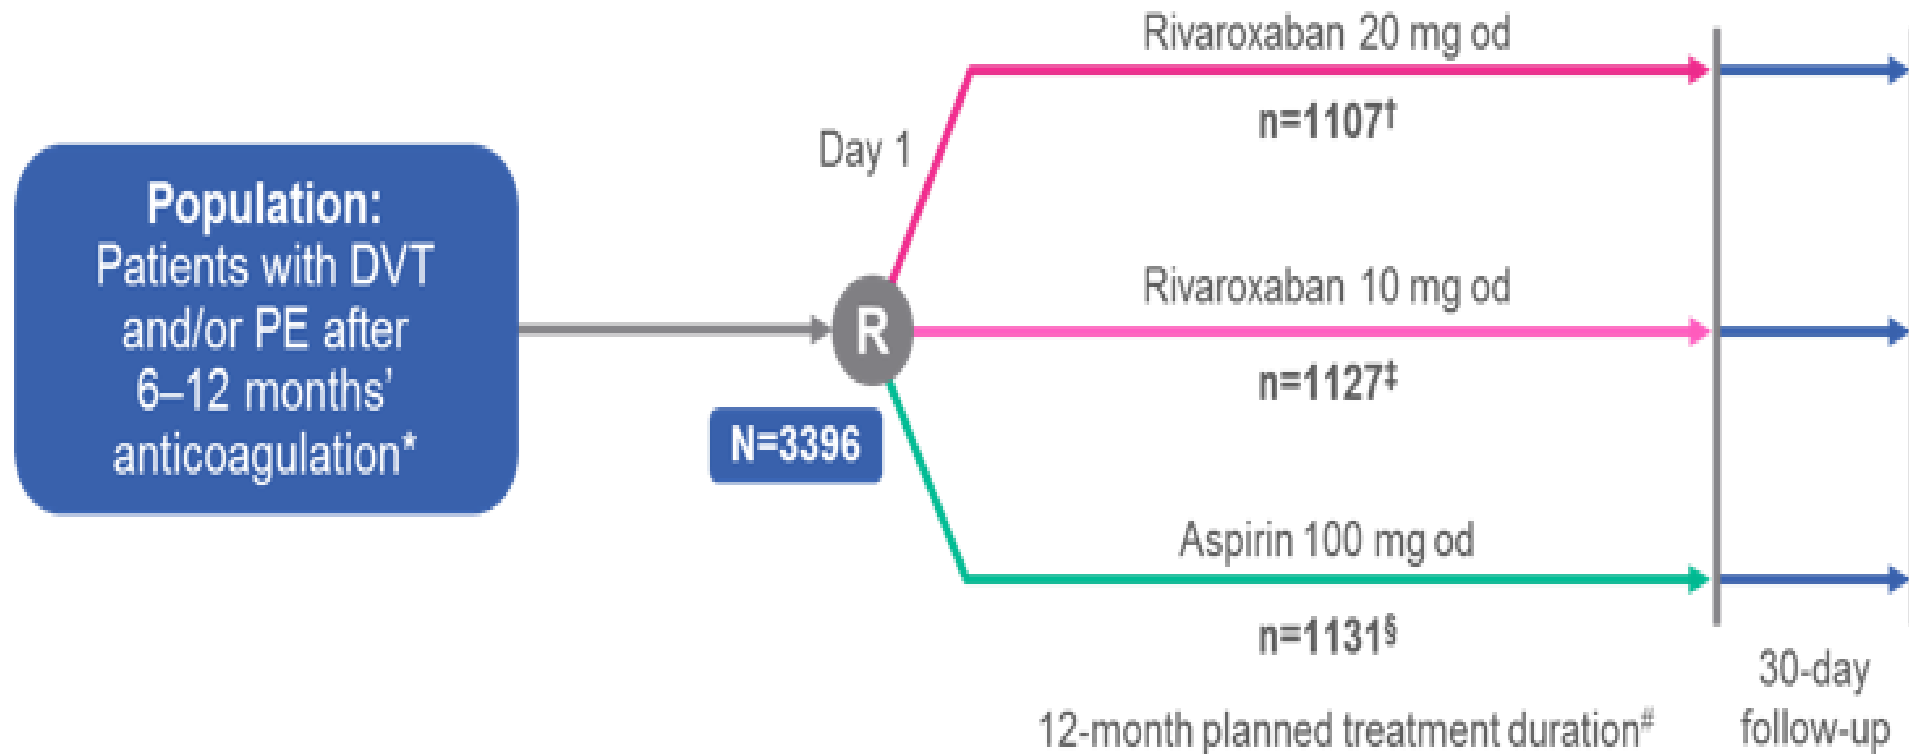 Population:
Patients with DVT
and/or PE after
6–12 months’
anticoagulation*
Day 1
R
N=3396
Rivaroxaban 20 mg od
n=1107†
Rivaroxaban 10 mg od
n=1127‡
Aspirin 100 mg od
n=1131§
12-month planned treatment duration#
30-day
follow-up